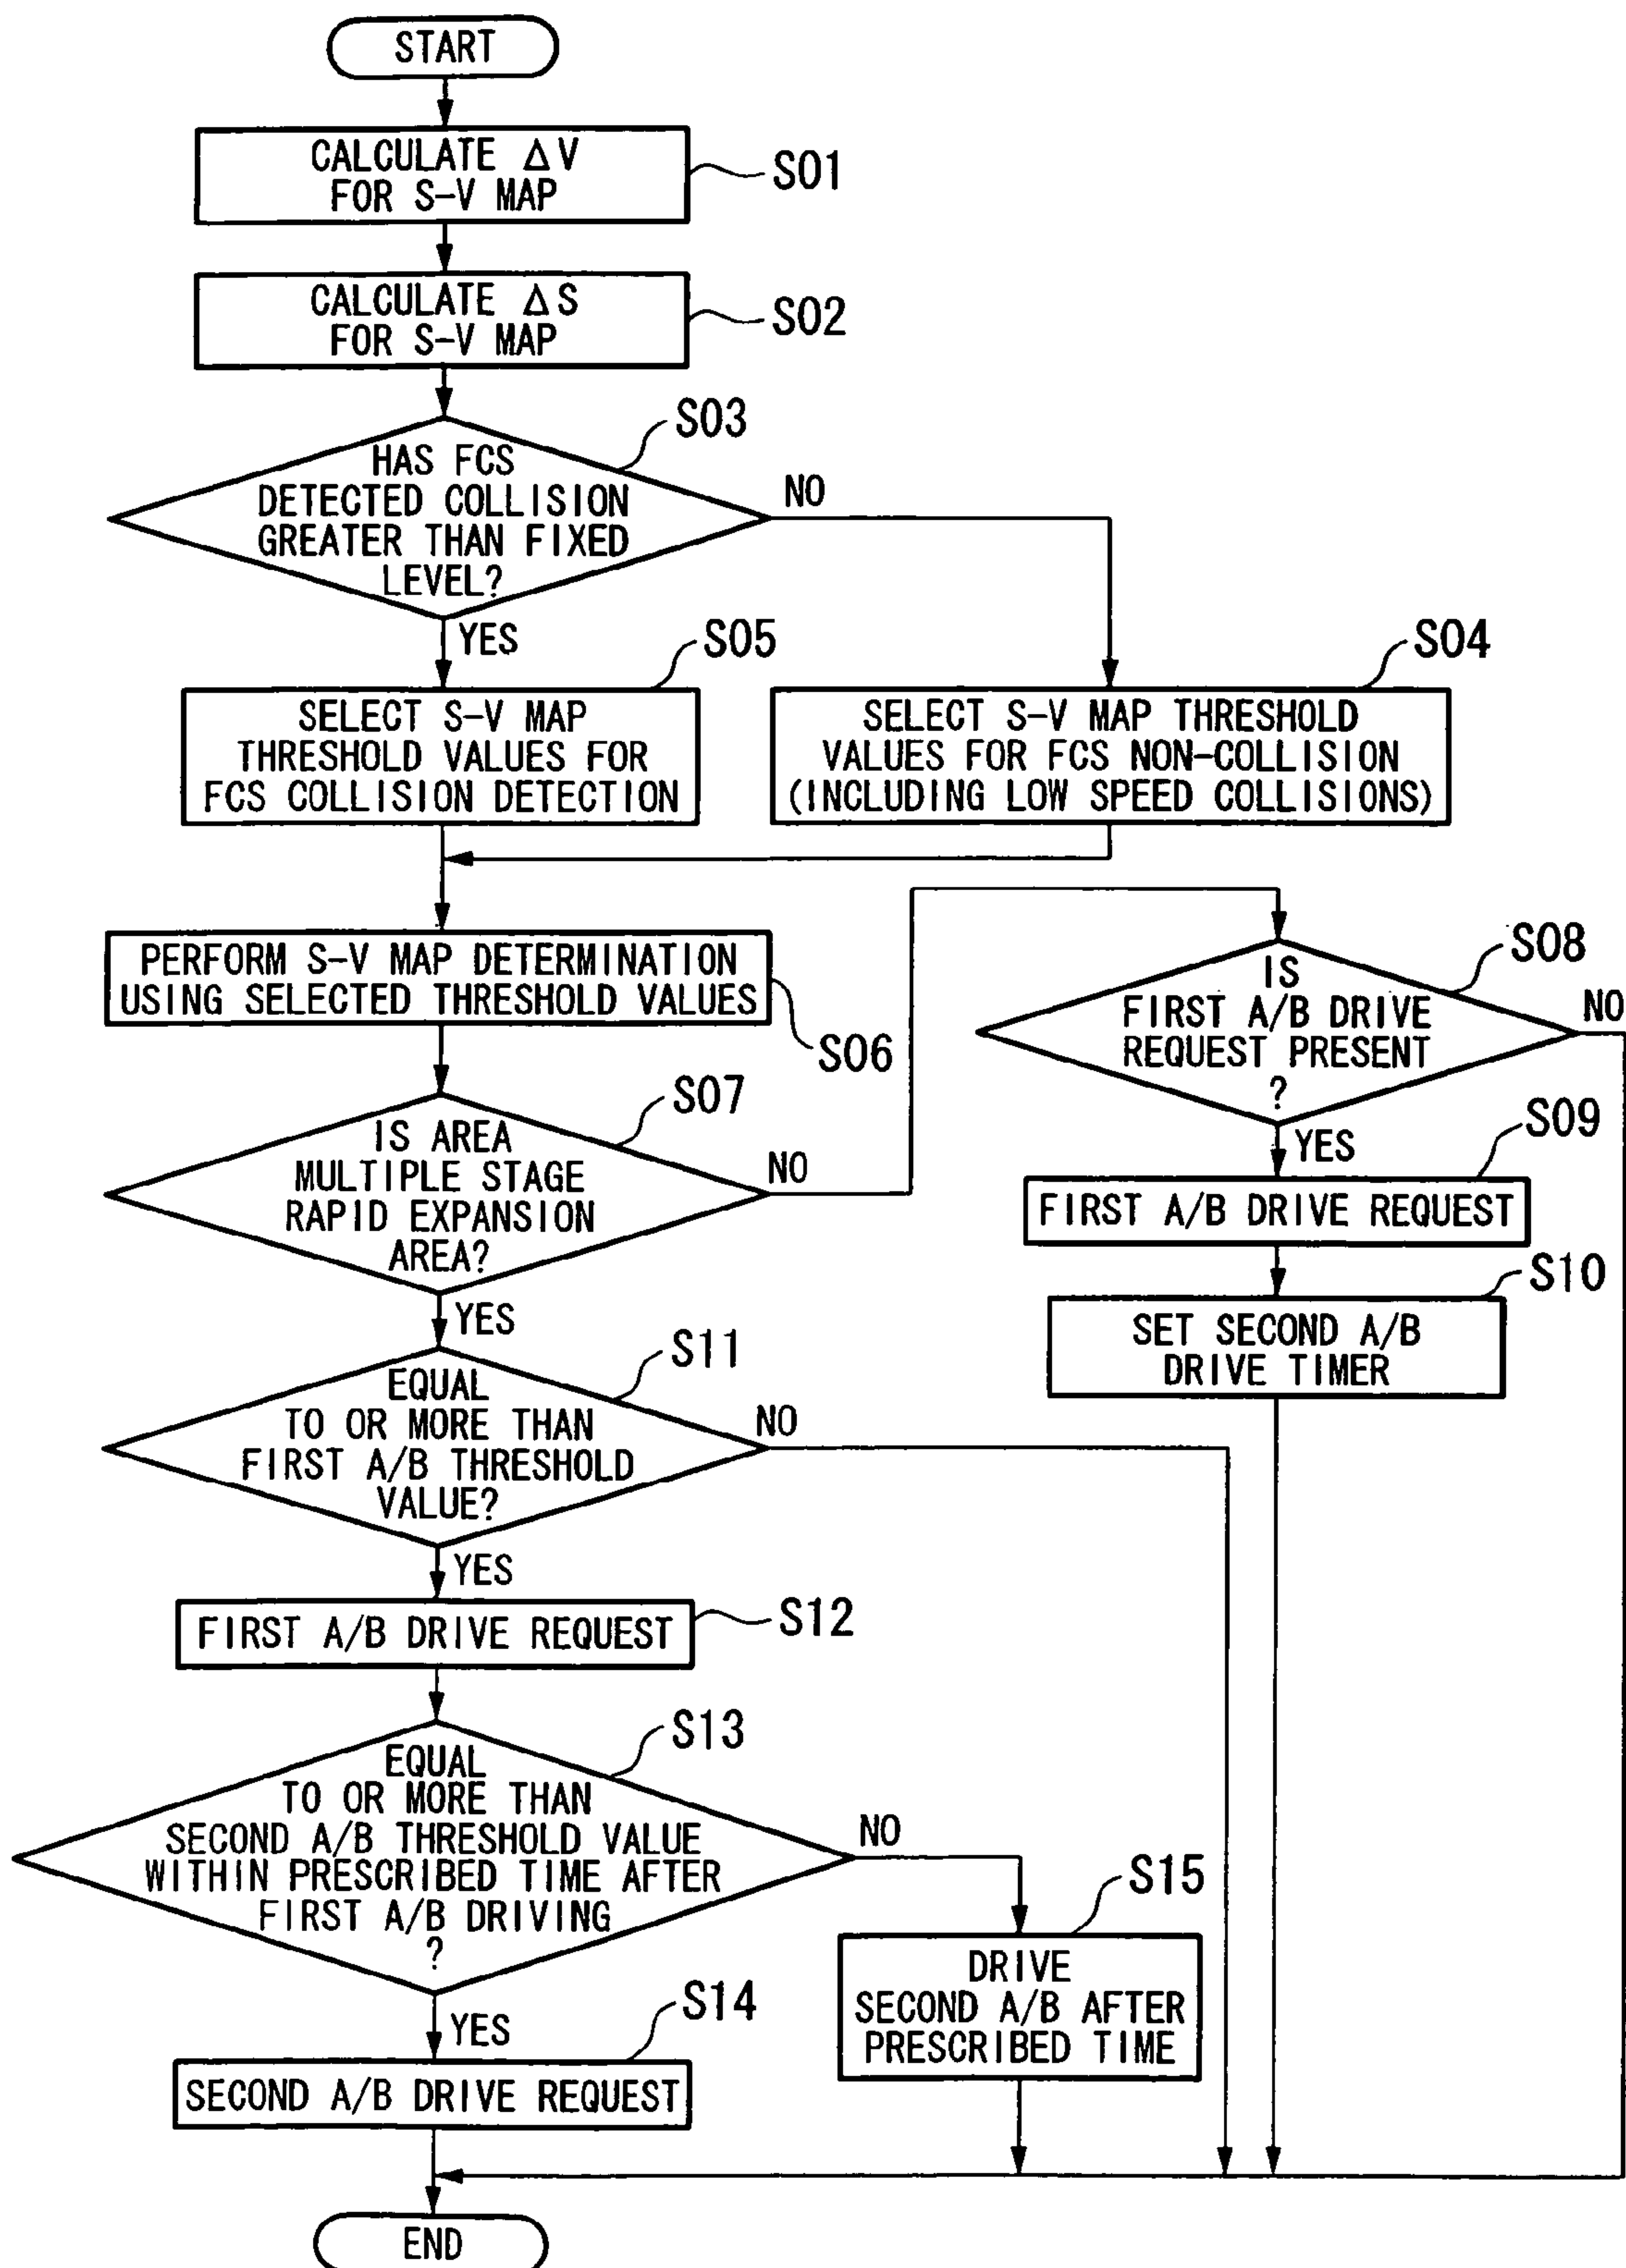 START
CALCULATE ΔV
FOR S-V MAP
S01
CALCULATE ΔS
FOR S-V MAP
S02
S03
HAS FCS
DETECTED COLLISION
GREATER THAN FIXED
LEVEL?
NO
YES
S05
SELECT S-V MAP
THRESHOLD VALUES FOR
FCS COLLISION DETECTION
S04
SELECT S-V MAP THRESHOLD
VALUES FOR FCS NON-COLLISION
(INCLUDING LOW SPEED COLLISIONS)
PERFORM S-V MAP DETERMINATION
USING SELECTED THRESHOLD VALUES
S06
S07
IS AREA
MULTIPLE STAGE
RAPID EXPANSION
AREA?
NO
YES
S08
IS
FIRST A/B DRIVE
REQUEST PRESENT
?
NO
YES
S09
FIRST A/B DRIVE REQUEST
S10
SET SECOND A/B
DRIVE TIMER
S11
EQUAL
TO OR MORE THAN
FIRST A/B THRESHOLD
VALUE?
NO
YES
FIRST A/B DRIVE REQUEST
S12
S13
EQUAL
TO OR MORE THAN
SECOND A/B THRESHOLD VALUE
WITHIN PRESCRIBED TIME AFTER
FIRST A/B DRIVING
?
NO
YES
S15
DRIVE
SECOND A/B AFTER
PRESCRIBED TIME
S14
SECOND A/B DRIVE REQUEST
END